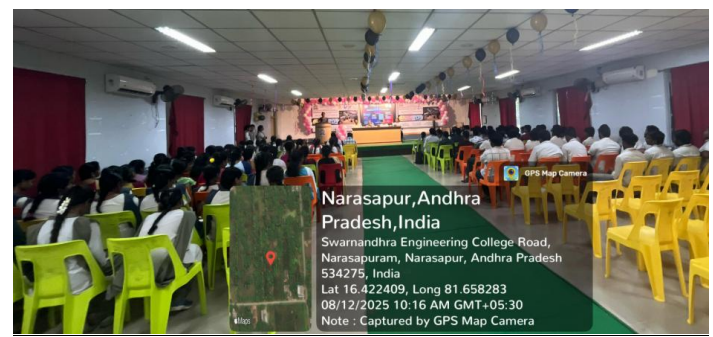 GPS Map Camera
Narasapur,Andhra
Pradesh,India
Swarnandhra Engineering College Road,
Narasapuram, Narasapur, Andhra Pradesh
534275, India
Lat 16.422409, Long 81.658283
08/12/2025 10:16 AM GMT+05:30
Note : Captured by GPS Map Camera
Maps